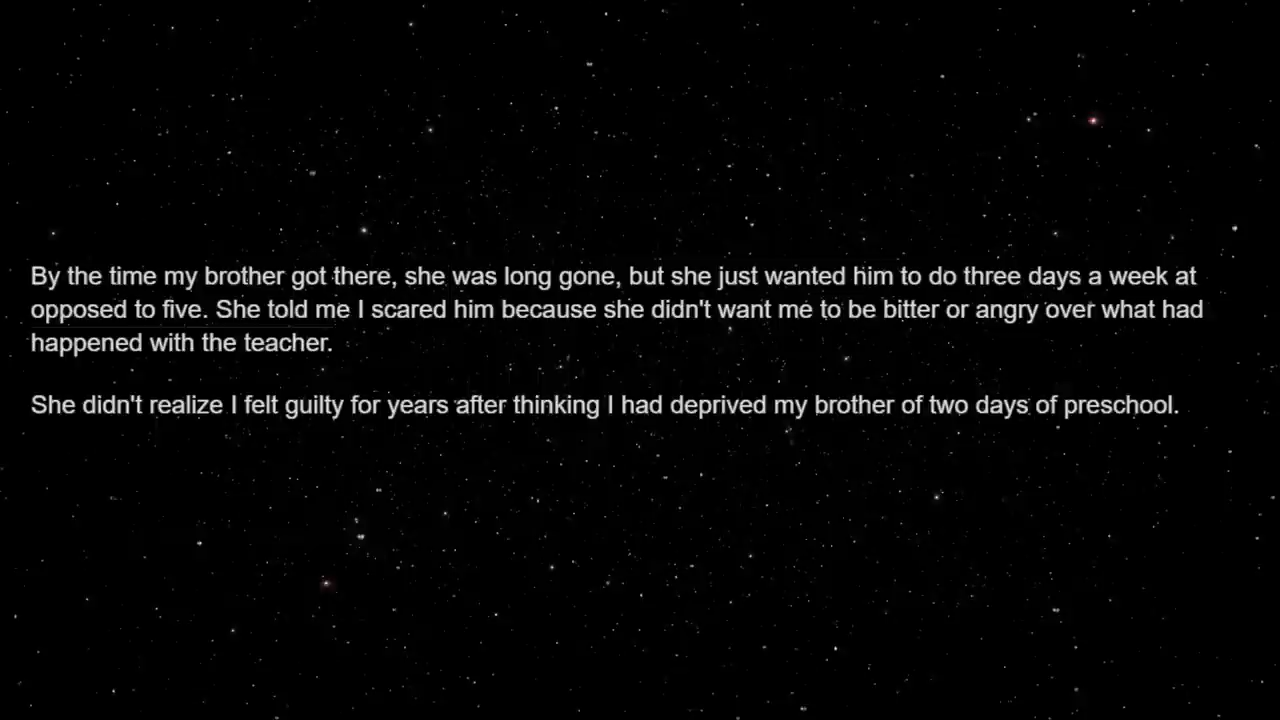 By the time my brother got there, she was long gone, but she just wanted him to do three days a week at
opposed to five. She told me I scared him because she didn't want me to be bitter or angry over what had
happened with the teacher.
She didn't realize I felt guilty for years after thinking I had deprived my brother of two days of preschool.